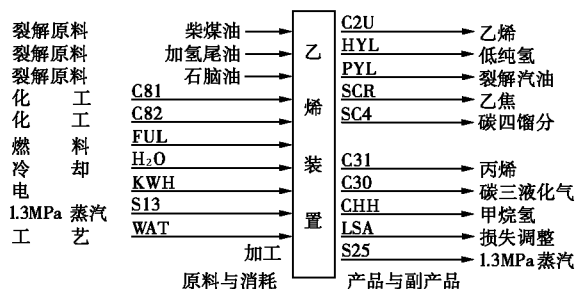 裂解原料 柴煤油 C2U 乙烯
裂解原料 加氢尾油 HYL 低纯氢
裂解原料 石脑油 PYL 裂解汽油
化工 C81 SCR 乙焦
化工 C82 SC4 碳四馏分
燃料 FUL
冷却 H₂O C31 丙烯
电 KWH C30 碳三液化气
1.3MPa 蒸汽 S13 CHH 甲烷氢
工艺 WAT LSA 损失调整
加工 S25 1.3MPa 蒸汽
乙烯装置
原料与消耗 产品与副产品